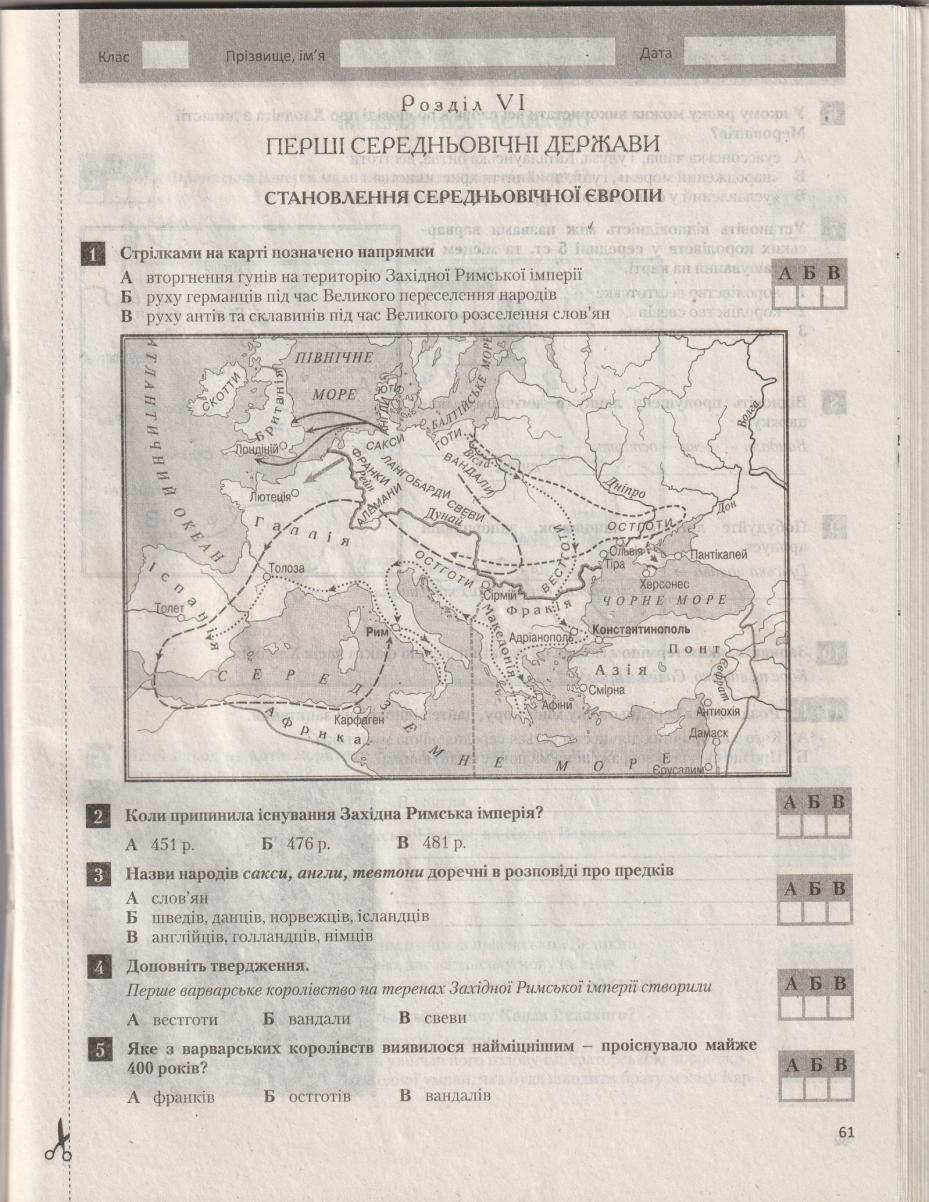 Клас Прізвище, ім'я Дата
Розділ VI
ПЕРШІ СЕРЕДНЬОВІЧНІ ДЕРЖАВИ
СТАНОВЛЕННЯ СЕРЕДНЬОВІЧНОЇ ЄВРОПИ
1 Стрілками на карті позначено напрямки
А вторгнення гунів на територію Західної Римської імперії
Б руху германців під час Великого переселення народів
В руху антів та склавинів під час Великого розселення слов'ян
А Б В
АТЛАНТИЧНИЙ ОКЕАН
ПІВНІЧНЕ МОРЕ
БАЛТІЙСЬКЕ МОРЕ
СКОТТИ
Британія
ЮТИ
АНГЛИ
Лондіній
САКСИ
ГОТИ
Вісла
ВАНДАЛИ
Волга
ФРАНКИ
Рейн
ЛАНГОБАРДИ
Лютеція
АЛЕМАНИ
СВЕВИ
Дніпро
Дон
Галлія
Дунай
ОСТГОТИ
ВЕСТГОТИ
Ольвія
Тіра
Пантікапей
Херсонес
Іспанія
Толоза
ОСТГОТИ
Сірмій
Фракія
ЧОРНЕ МОРЕ
Толет
Рим
Македонія
Адріанополь
Константинополь
Понт
Азія
Євфрат
СЕРЕДЗЕМНЕ МОРЕ
Смірна
Афіни
Антиохія
Карфаген
Африка
Дамаск
Єрусалим
2 Коли припинила існування Західна Римська імперія?
А 451 р. Б 476 р. В 481 р.
А Б В
3 Назви народів сакси, англи, тевтони доречні в розповіді про предків
А слов'ян
Б шведів, данців, норвежців, ісландців
В англійців, голландців, німців
А Б В
4 Доповніть твердження.
Перше варварське королівство на теренах Західної Римської імперії створили
А вестготи Б вандали В свеви
А Б В
5 Яке з варварських королівств виявилося найміцнішим – проіснувало майже
400 років?
А франків Б остготів В вандалів
А Б В
61